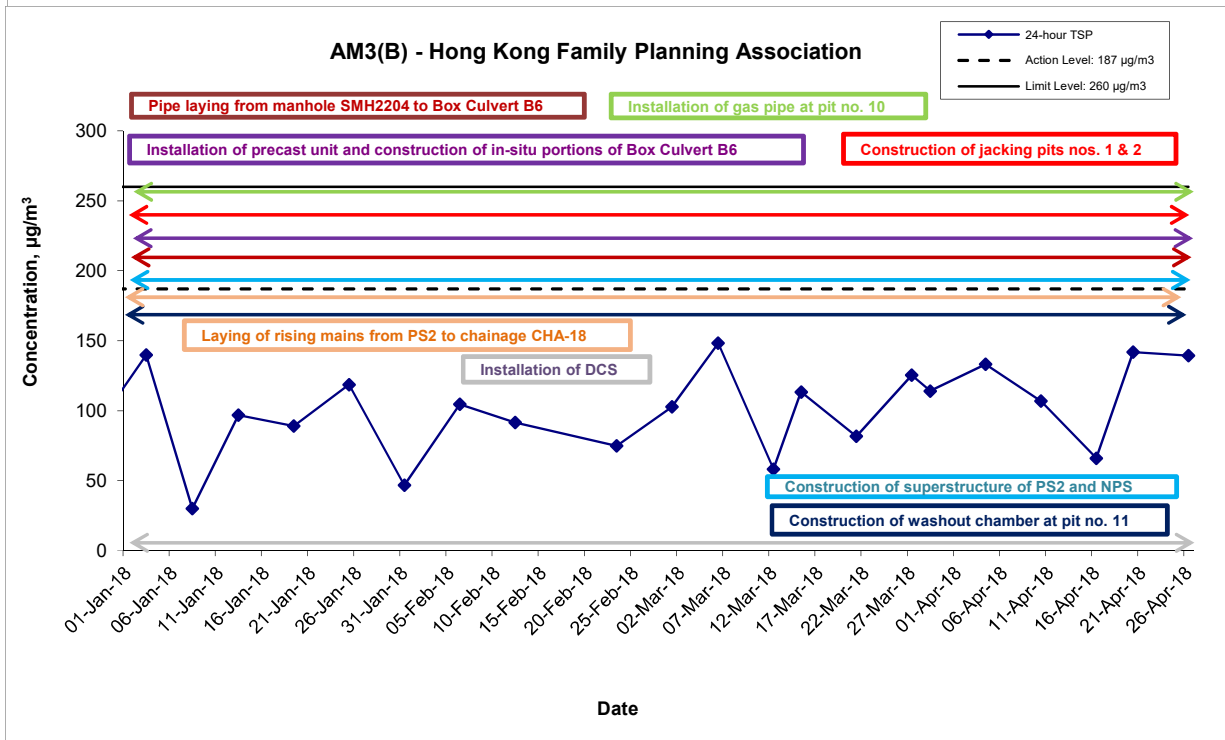 AM3(B) - Hong Kong Family Planning Association
24-hour TSP
Action Level: 187 µg/m3
Limit Level: 260 µg/m3
Pipe laying from manhole SMH2204 to Box Culvert B6
Installation of gas pipe at pit no. 10
Installation of precast unit and construction of in-situ portions of Box Culvert B6
Construction of jacking pits nos. 1 & 2
Laying of rising mains from PS2 to chainage CHA-18
Installation of DCS
Construction of superstructure of PS2 and NPS
Construction of washout chamber at pit no. 11
Concentration, µg/m³
300
250
200
150
100
50
0
01-Jan-18
06-Jan-18
11-Jan-18
16-Jan-18
21-Jan-18
26-Jan-18
31-Jan-18
05-Feb-18
10-Feb-18
15-Feb-18
20-Feb-18
25-Feb-18
02-Mar-18
07-Mar-18
12-Mar-18
17-Mar-18
22-Mar-18
27-Mar-18
01-Apr-18
06-Apr-18
11-Apr-18
16-Apr-18
21-Apr-18
26-Apr-18
Date